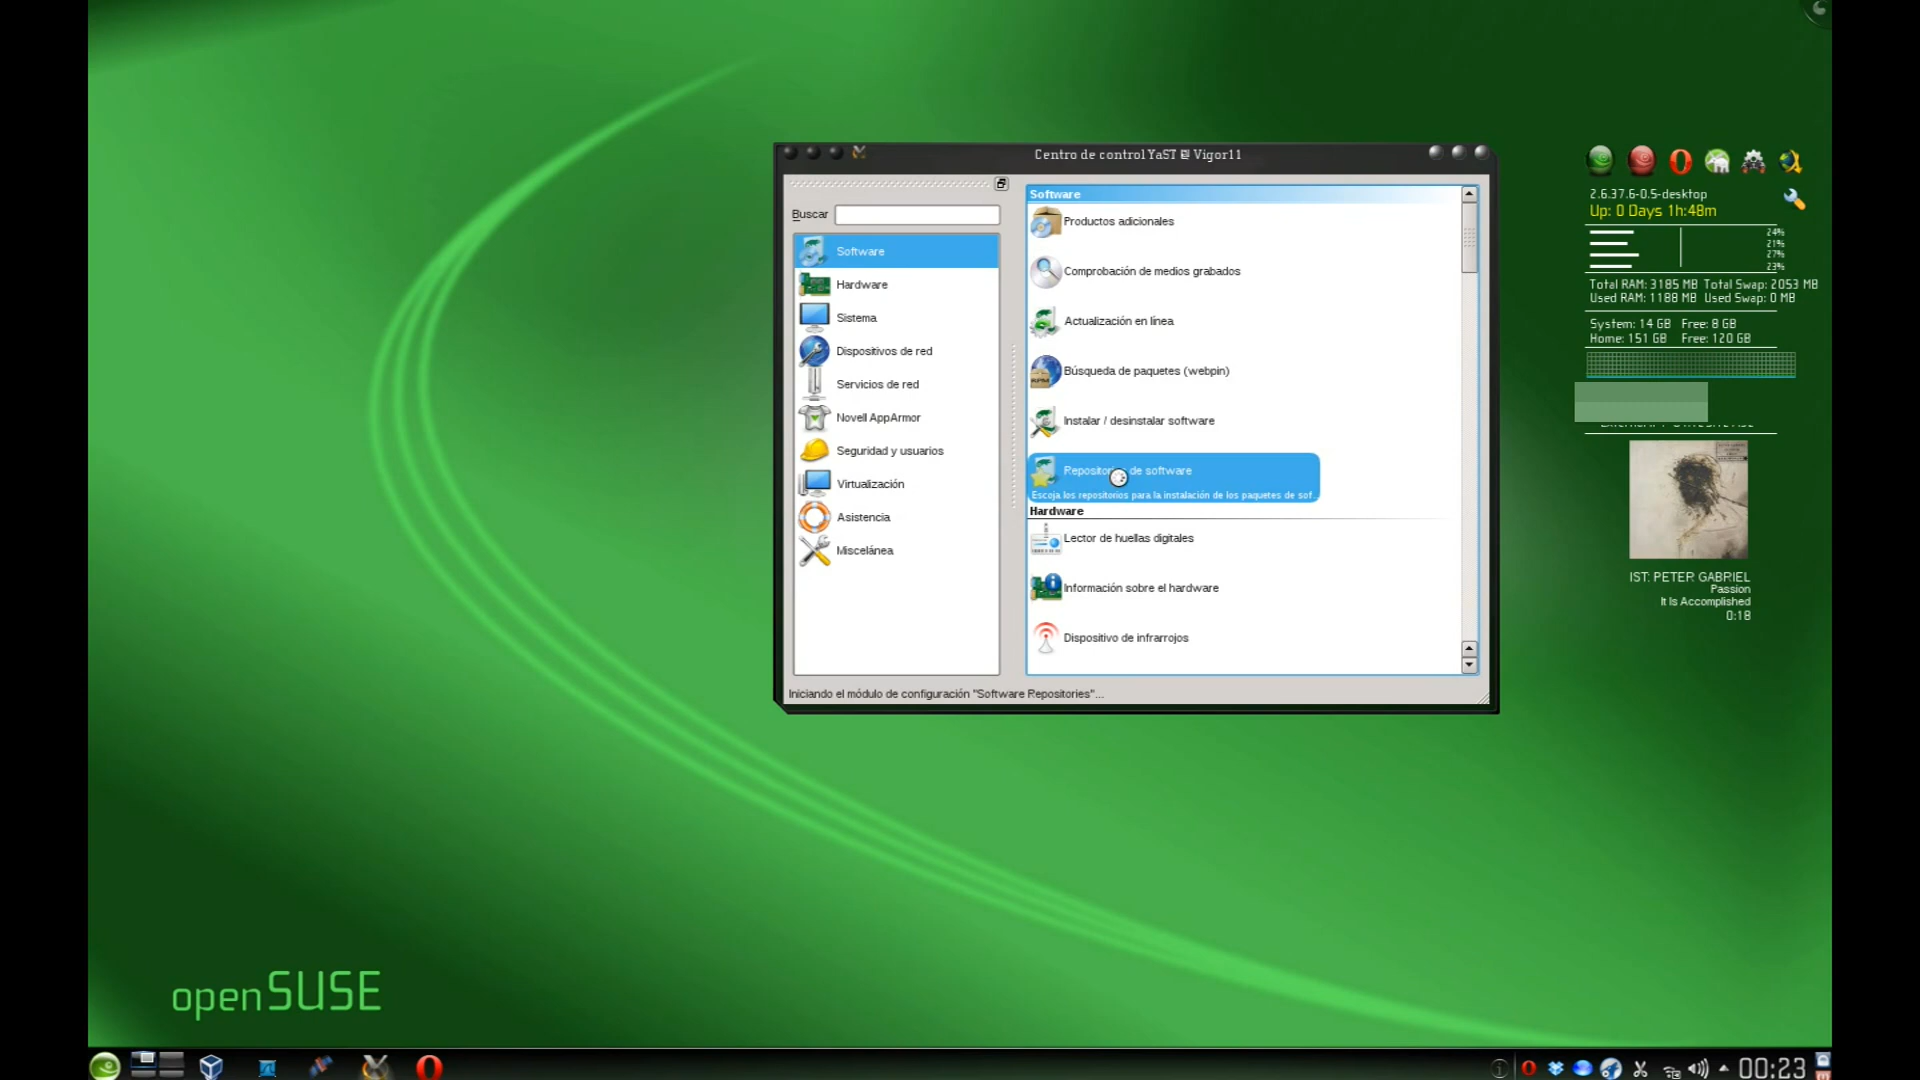 Centro de control YaST @ Vigor11
Buscar
Software
Hardware
Sistema
Dispositivos de red
Servicios de red
Novell AppArmor
Seguridad y usuarios
Virtualización
Asistencia
Miscelánea
Software
Productos adicionales
Comprobación de medios grabados
Actualización en línea
Búsqueda de paquetes (webpin)
Instalar / desinstalar software
de software
Escoja los repositorios para la instalación de los paquetes de sof...
Hardware
Lector de huellas digitales
Información sobre el hardware
Dispositivo de infrarrojos
Iniciando el módulo de configuración "Software Repositories"...
2.6.37.6-0.5-desktop
Up: 0 Days 1h:48m
24%
21%
27%
23%
Total RAM: 3185 MB Total Swap: 2053 MB
Used RAM: 1188 MB Used Swap: 0 MB
System: 14 GB Free: 8 GB
Home: 151 GB Free: 120 GB
IST: PETER GABRIEL
Passion
It Is Accomplished
0:18
openSUSE
00:23